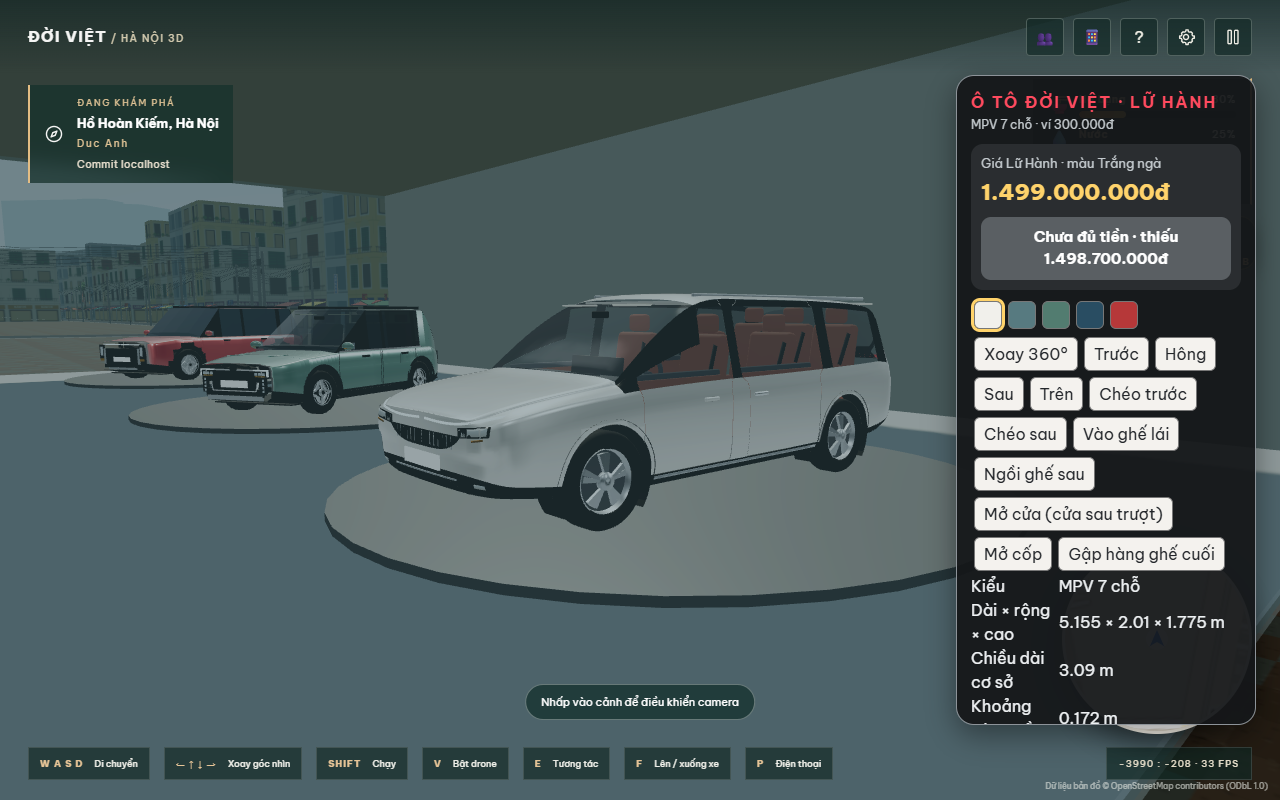 ĐỜI VIỆT / HÀ NỘI 3D
?
ĐANG KHÁM PHÁ
Hồ Hoàn Kiếm, Hà Nội
Duc Anh
Commit localhost
Ô TÔ ĐỜI VIỆT · LỮ HÀNH
MPV 7 chỗ · ví 300.000đ
Giá Lữ Hành · màu Trắng ngà
1.499.000.000đ
Chưa đủ tiền · thiếu
1.498.700.000đ
Xoay 360° Trước Hông
Sau Trên Chéo trước
Chéo sau Vào ghế lái
Ngồi ghế sau
Mở cửa (cửa sau trượt)
Mở cốp Gập hàng ghế cuối
Kiểu MPV 7 chỗ
Dài × rộng
× cao 5.155 × 2.01 × 1.775 m
Chiều dài
cơ sở 3.09 m
Khoảng
0.172 m
Nhấp vào cảnh để điều khiển camera
W A S D Di chuyển ←↑↓→ Xoay góc nhìn SHIFT Chạy V Bật drone E Tương tác F Lên / xuống xe P Điện thoại
-3990 : -208 · 33 FPS
Dữ liệu bản đồ © OpenStreetMap contributors (ODbL 1.0)